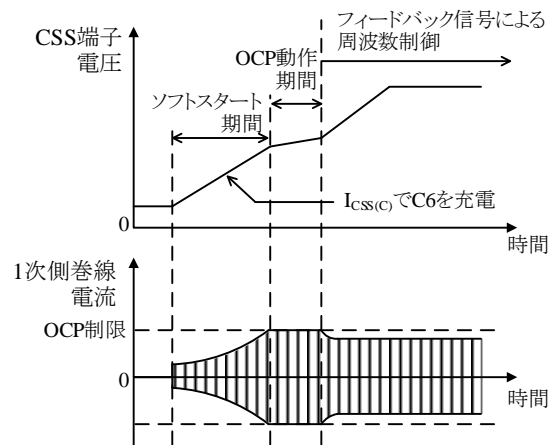 フィードバック信号による
周波数制御
CSS端子
電圧
OCP動作
期間
ソフトスタート
期間
ICSS(C)でC6を充電
0
時間
1次側巻線
電流
OCP制限
0
時間